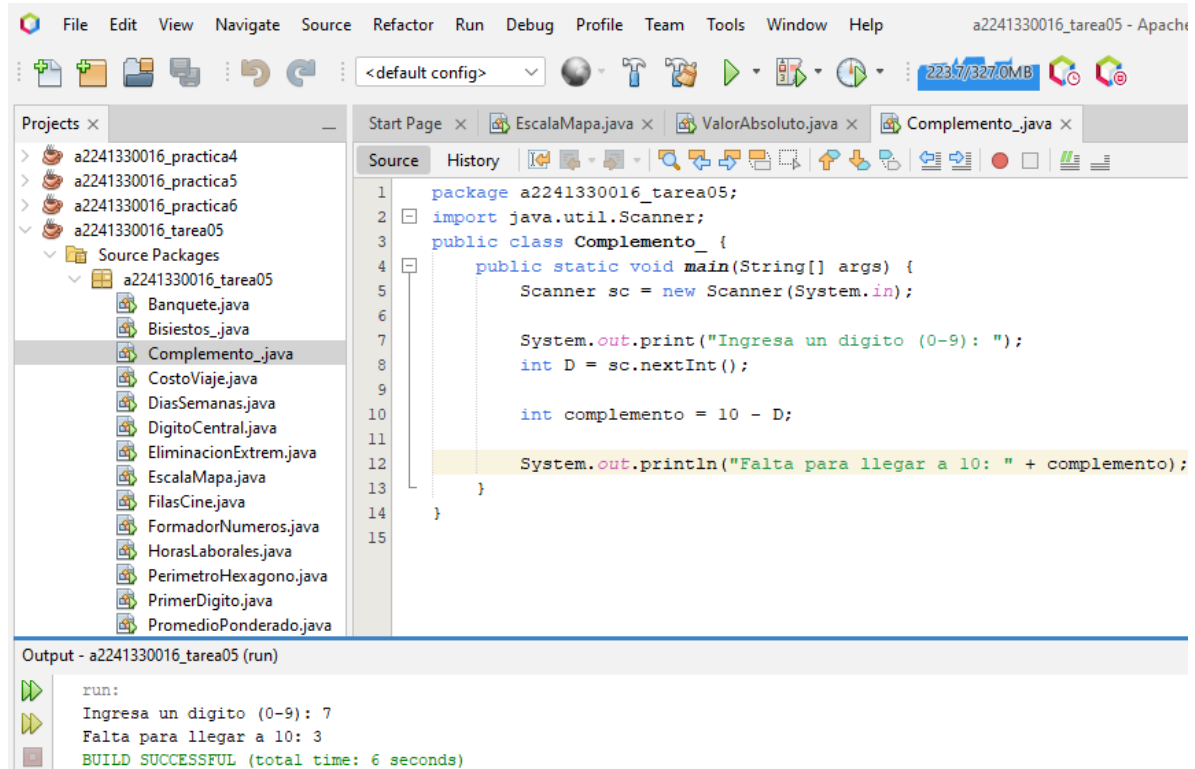 File Edit View Navigate Source Refactor Run Debug Profile Team Tools Window Help a2241330016_tarea05 - Apache
<default config> 223.7/327.0MB
Projects
Start Page EscalaMapa.java ValorAbsoluto.java Complemento_.java
a2241330016_practica4
a2241330016_practica5
a2241330016_practica6
a2241330016_tarea05
Source Packages
a2241330016_tarea05
Banquete.java
Bisiestos_.java
Complemento_.java
CostoViaje.java
DiasSemanas.java
DigitoCentral.java
EliminacionExtrem.java
EscalaMapa.java
FilasCine.java
FormadorNumeros.java
HorasLaborales.java
PerimetroHexagono.java
PrimerDigito.java
PromedioPonderado.java
Source History
1 package a2241330016_tarea05;
2 import java.util.Scanner;
3 public class Complemento_ {
4 public static void main(String[] args) {
5 Scanner sc = new Scanner(System.in);
6
7 System.out.print("Ingresa un digito (0-9): ");
8 int D = sc.nextInt();
9
10 int complemento = 10 - D;
11
12 System.out.println("Falta para llegar a 10: " + complemento);
13 }
14 }
15
Output - a2241330016_tarea05 (run)
run:
Ingresa un digito (0-9): 7
Falta para llegar a 10: 3
BUILD SUCCESSFUL (total time: 6 seconds)